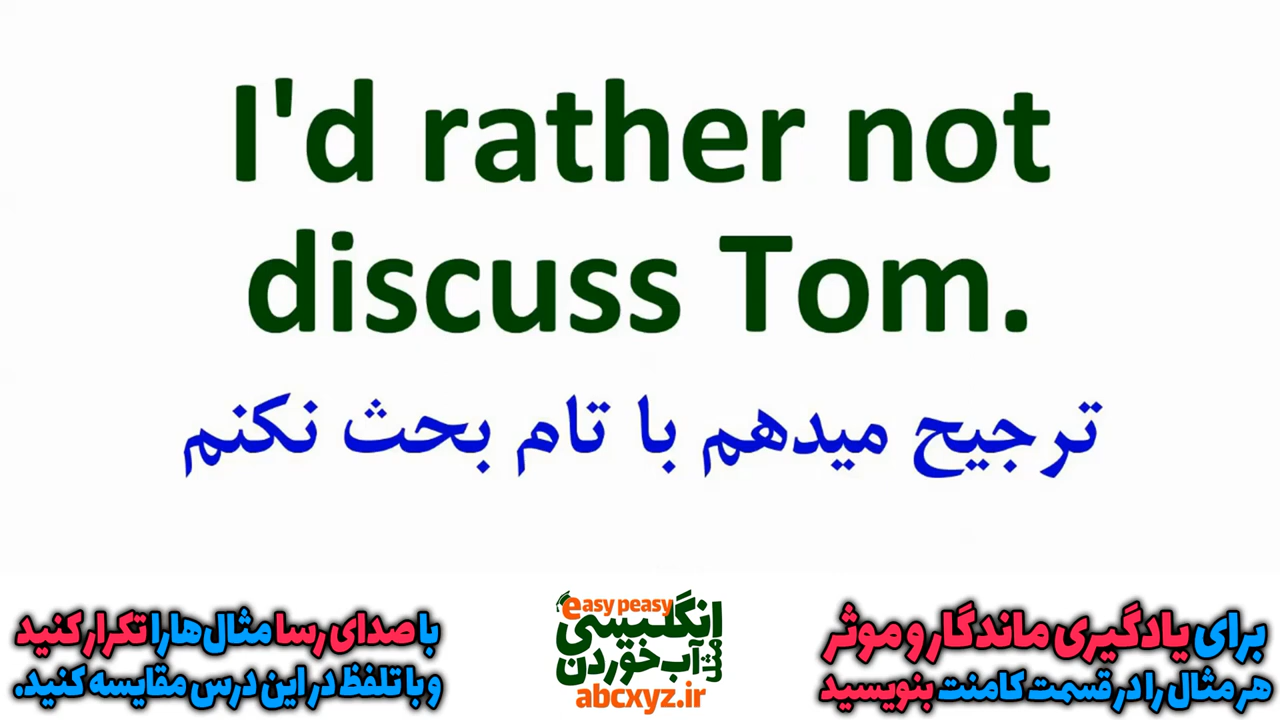 I'd rather not
discuss Tom.
ترجیح میدهم با تام بحث نکنم
برای یادگیری ماندگار و موثر
هر مثال را در قسمت کامنت بنویسید
easy peasy
انگلیسی
مثل آب خوردن
abcxyz.ir
با صدای رسا مثال‌ها را تکرار کنید
و با تلفظ در این درس مقایسه کنید.